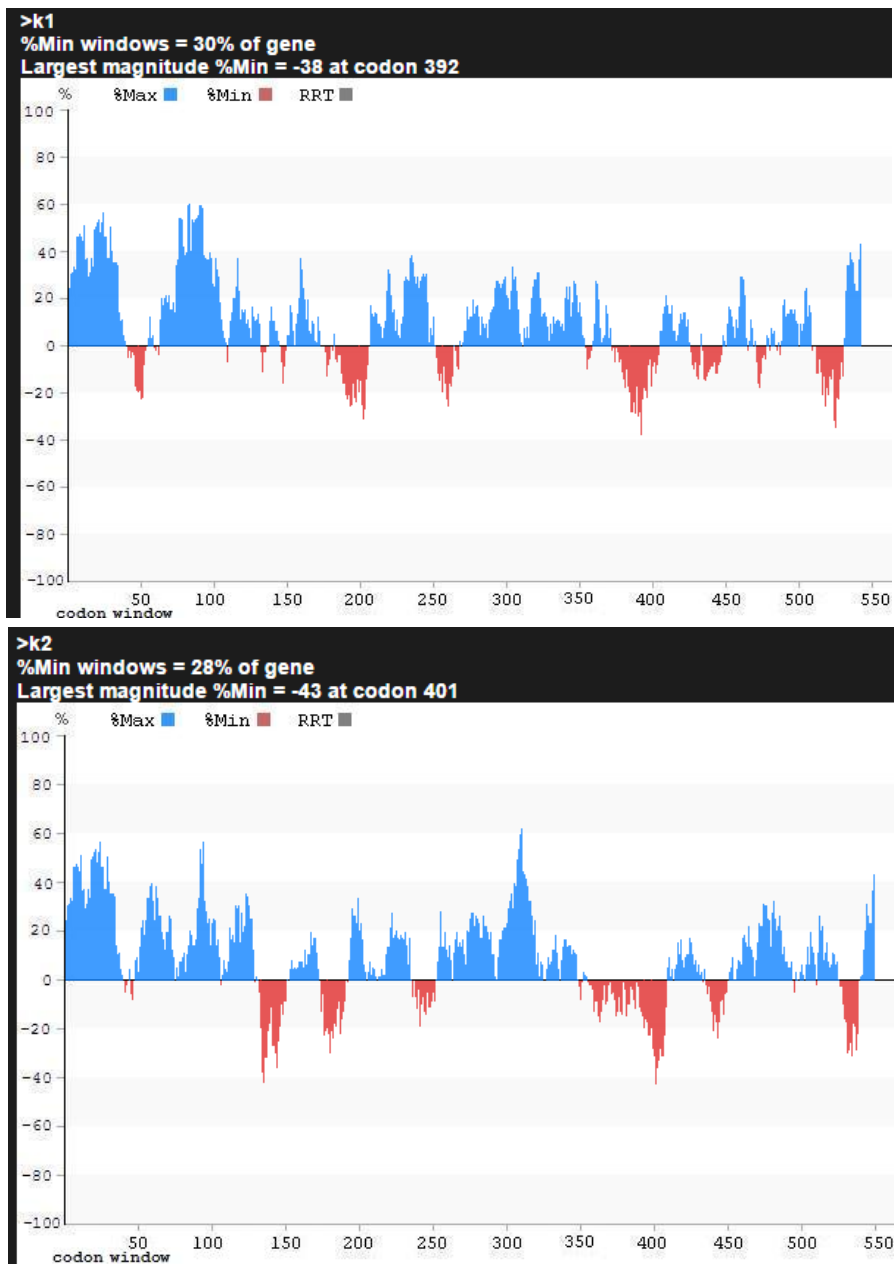 >k1
%Min windows = 30% of gene
Largest magnitude %Min = -38 at codon 392
% %Max %Min RRT
100
80
60
40
20
0
-20
-40
-60
-80
-100
50 100 150 200 250 300 350 400 450 500 550
codon window
>k2
%Min windows = 28% of gene
Largest magnitude %Min = -43 at codon 401
% %Max %Min RRT
100
80
60
40
20
0
-20
-40
-60
-80
-100
50 100 150 200 250 300 350 400 450 500 550
codon window